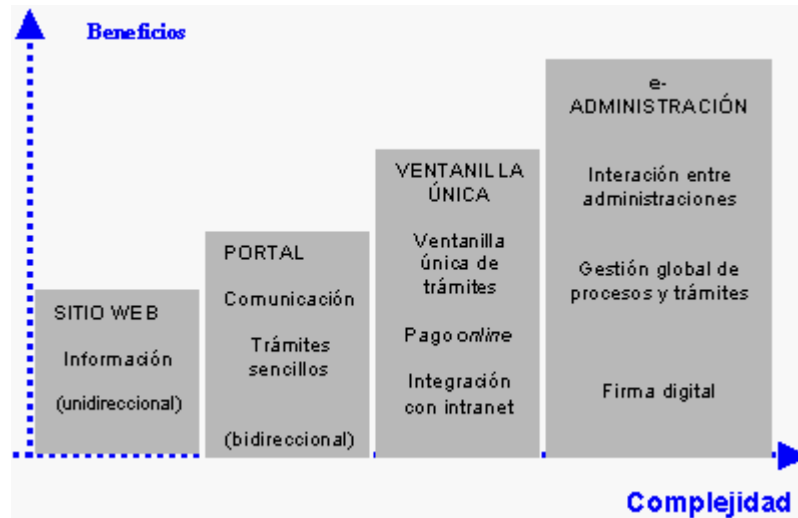 Beneficios
e-
ADMINISTRACIÓN
Interación entre
administraciones
Gestión global de
procesos y trámites
Firma digital
VENTANILLA
ÚNICA
Ventanilla
única de
trámites
Pago online
Integración
con intranet
PORTAL
Comunicación
Trámites
sencillos
(bidireccional)
SITIO WEB
Información
(unidireccional)
Complejidad